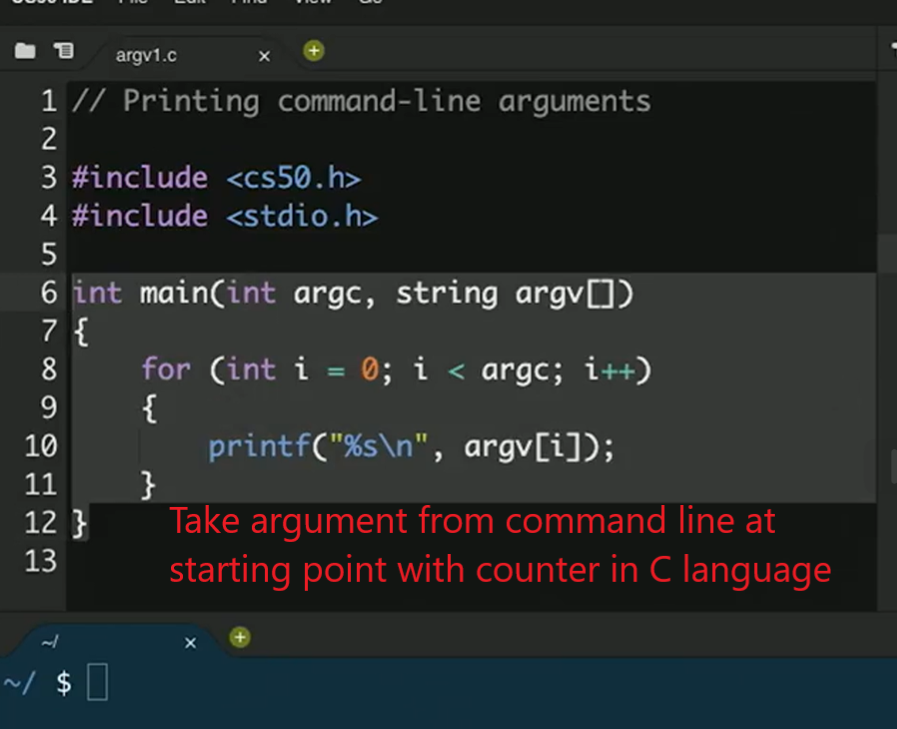 argv1.c ×
1 // Printing command-line arguments
2
3 #include <cs50.h>
4 #include <stdio.h>
5
6 int main(int argc, string argv[])
7 {
8     for (int i = 0; i < argc; i++)
9     {
10         printf("%s\n", argv[i]);
11     }
12 }
Take argument from command line at
13
starting point with counter in C language
~/ ×
~/ $